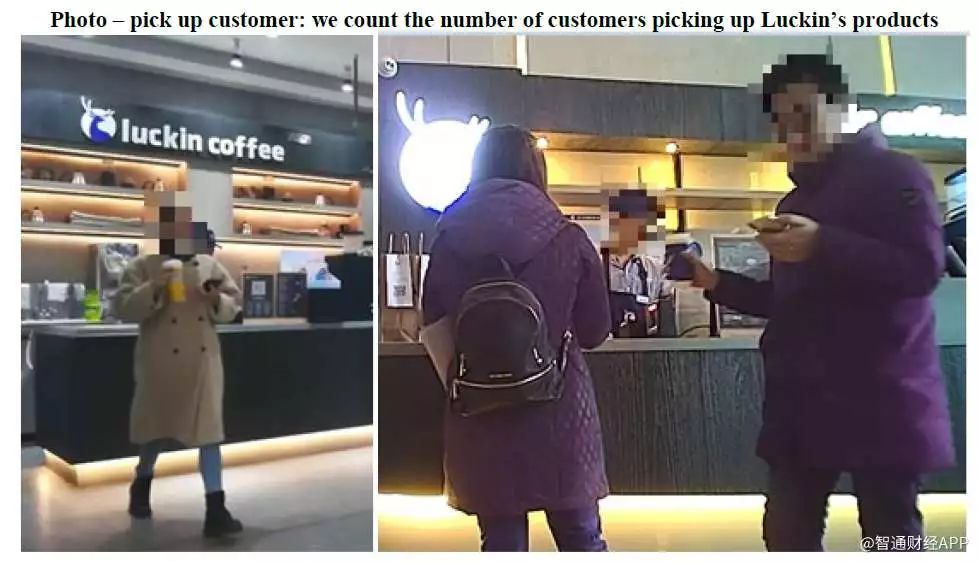 Photo – pick up customer: we count the number of customers picking up Luckin’s products
luckin coffee
coffee
@智通财经APP